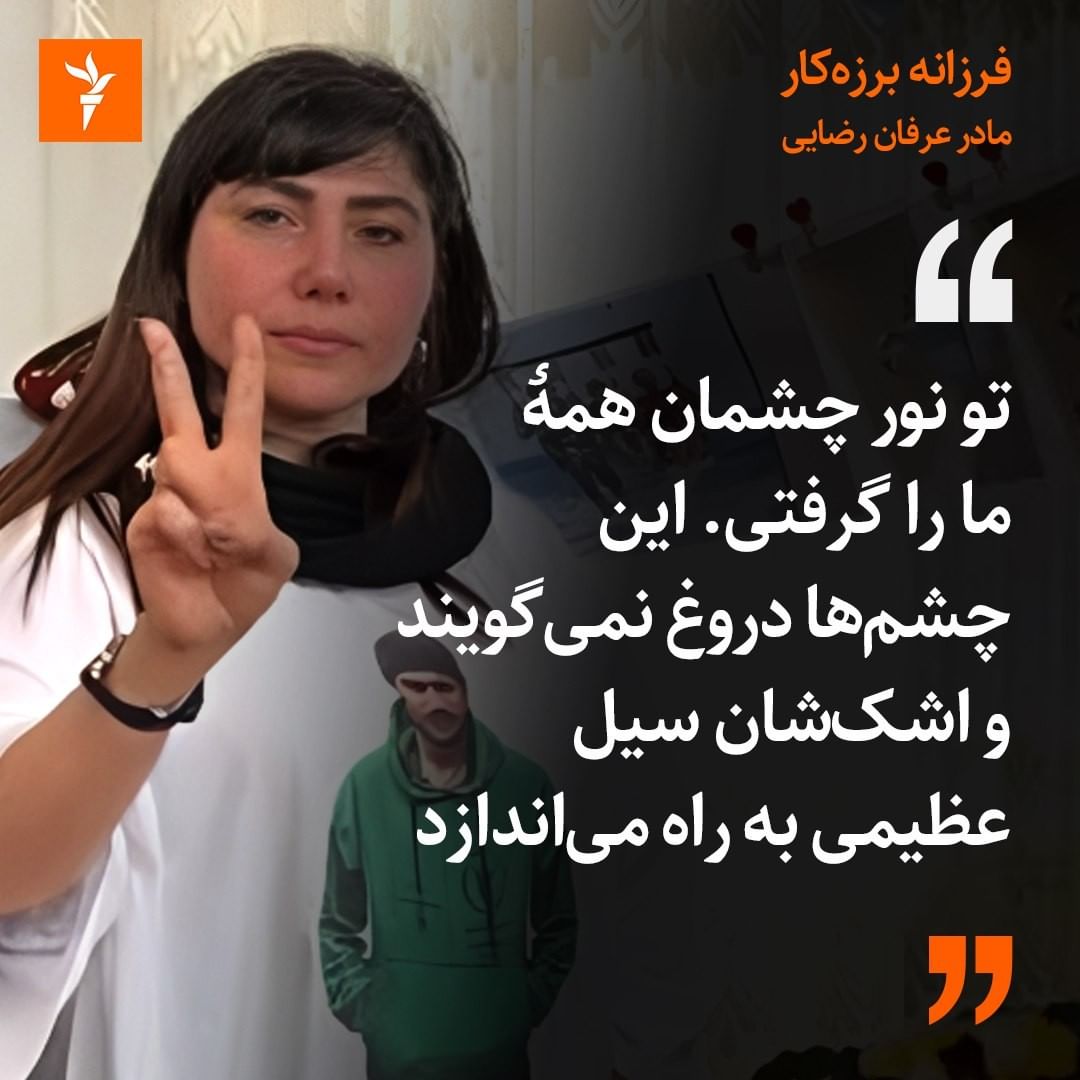 فرزانه برزه‌کار
مادر عرفان رضایی
“
تو نور چشمان همهٔ
ما را گرفتی. این
چشم‌ها دروغ نمی‌گویند
و اشک‌شان سیل
عظیمی به راه می‌اندازد
”